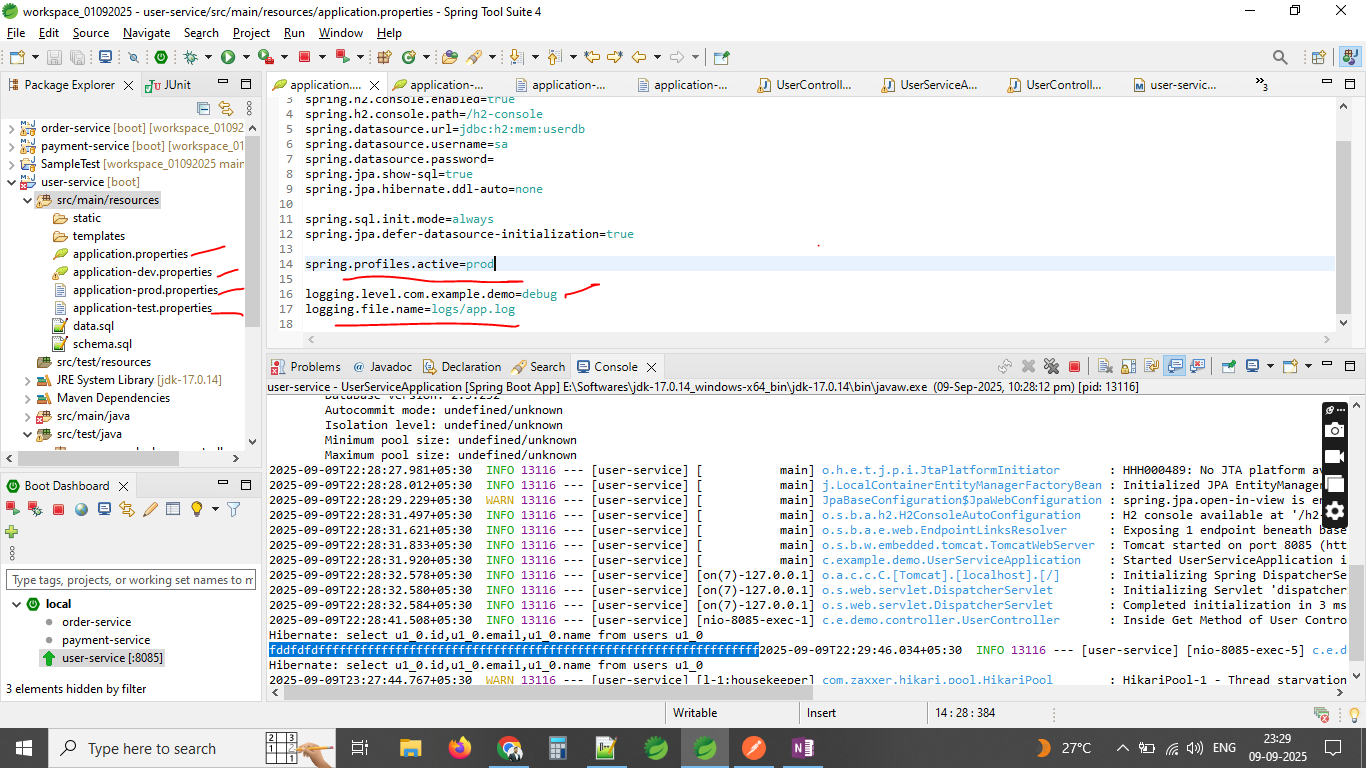 workspace_01092025 - user-service/src/main/resources/application.properties - Spring Tool Suite 4
File Edit Source Navigate Search Project Run Window Help
Package Explorer
JUnit
application....
application-...
application-...
application-...
UserControll...
UserServiceA...
UserControll...
user-servic...
3
order-service [boot] [workspace_01092
payment-service [boot] [workspace_01
SampleTest [workspace_01092025 main
user-service [boot]
src/main/resources
static
templates
application.properties
application-dev.properties
application-prod.properties
application-test.properties
data.sql
schema.sql
src/test/resources
JRE System Library [jdk-17.0.14]
Maven Dependencies
src/main/java
src/test/java
3 spring.h2.console.enabled=true
4 spring.h2.console.path=/h2-console
5 spring.datasource.url=jdbc:h2:mem:userdb
6 spring.datasource.username=sa
7 spring.datasource.password=
8 spring.jpa.show-sql=true
9 spring.jpa.hibernate.ddl-auto=none
10
11 spring.sql.init.mode=always
12 spring.jpa.defer-datasource-initialization=true
13
14 spring.profiles.active=prod
15
16 logging.level.com.example.demo=debug
17 logging.file.name=logs/app.log
18
Boot Dashboard
Type tags, projects, or working set names to m
local
order-service
payment-service
user-service [:8085]
3 elements hidden by filter
Problems
Javadoc
Declaration
Search
Console
user-service - UserServiceApplication [Spring Boot App] E:\Softwares\jdk-17.0.14_windows-x64_bin\jdk-17.0.14\bin\javaw.exe (09-Sep-2025, 10:28:12 pm) [pid: 13116]
Database version: 2.3.232
Autocommit mode: undefined/unknown
Isolation level: undefined/unknown
Minimum pool size: undefined/unknown
Maximum pool size: undefined/unknown
2025-09-09T22:28:27.981+05:30 INFO 13116 --- [user-service] [ main] o.h.e.t.j.p.i.JtaPlatformInitiator : HHH000489: No JTA platform av
2025-09-09T22:28:28.012+05:30 INFO 13116 --- [user-service] [ main] j.LocalContainerEntityManagerFactoryBean : Initialized JPA EntityManager
2025-09-09T22:28:29.229+05:30 WARN 13116 --- [user-service] [ main] JpaBaseConfiguration$JpaWebConfiguration : spring.jpa.open-in-view is en
2025-09-09T22:28:31.497+05:30 INFO 13116 --- [user-service] [ main] o.s.b.a.h2.H2ConsoleAutoConfiguration : H2 console available at '/h2-
2025-09-09T22:28:31.621+05:30 INFO 13116 --- [user-service] [ main] o.s.b.a.e.web.EndpointLinksResolver : Exposing 1 endpoint beneath base
2025-09-09T22:28:31.833+05:30 INFO 13116 --- [user-service] [ main] o.s.b.w.embedded.tomcat.TomcatWebServer : Tomcat started on port 8085 (htt
2025-09-09T22:28:31.920+05:30 INFO 13116 --- [user-service] [ main] c.example.demo.UserServiceApplication : Started UserServiceApplication i
2025-09-09T22:28:32.578+05:30 INFO 13116 --- [user-service] [on(7)-127.0.0.1] o.a.c.c.C.[Tomcat].[localhost].[/] : Initializing Spring DispatcherSe
2025-09-09T22:28:32.580+05:30 INFO 13116 --- [user-service] [on(7)-127.0.0.1] o.s.web.servlet.DispatcherServlet : Initializing Servlet 'dispatcher
2025-09-09T22:28:32.584+05:30 INFO 13116 --- [user-service] [on(7)-127.0.0.1] o.s.web.servlet.DispatcherServlet : Completed initialization in 3 ms
2025-09-09T22:28:41.508+05:30 INFO 13116 --- [user-service] [nio-8085-exec-1] c.e.demo.controller.UserController : Inside Get Method of User Contro
Hibernate: select u1_0.id,u1_0.email,u1_0.name from users u1_0
2025-09-09T22:29:46.034+05:30 INFO 13116 --- [user-service] [nio-8085-exec-5] c.e.d
Hibernate: select u1_0.id,u1_0.email,u1_0.name from users u1_0
2025-09-09T23:27:44.767+05:30 WARN 13116 --- [user-service] [l-1:housekeeper] com.zaxxer.hikari.pool.HikariPool : HikariPool-1 - Thread starvation
Writable
Insert
14 : 28 : 384
Type here to search
27°C
ENG
23:29
09-09-2025